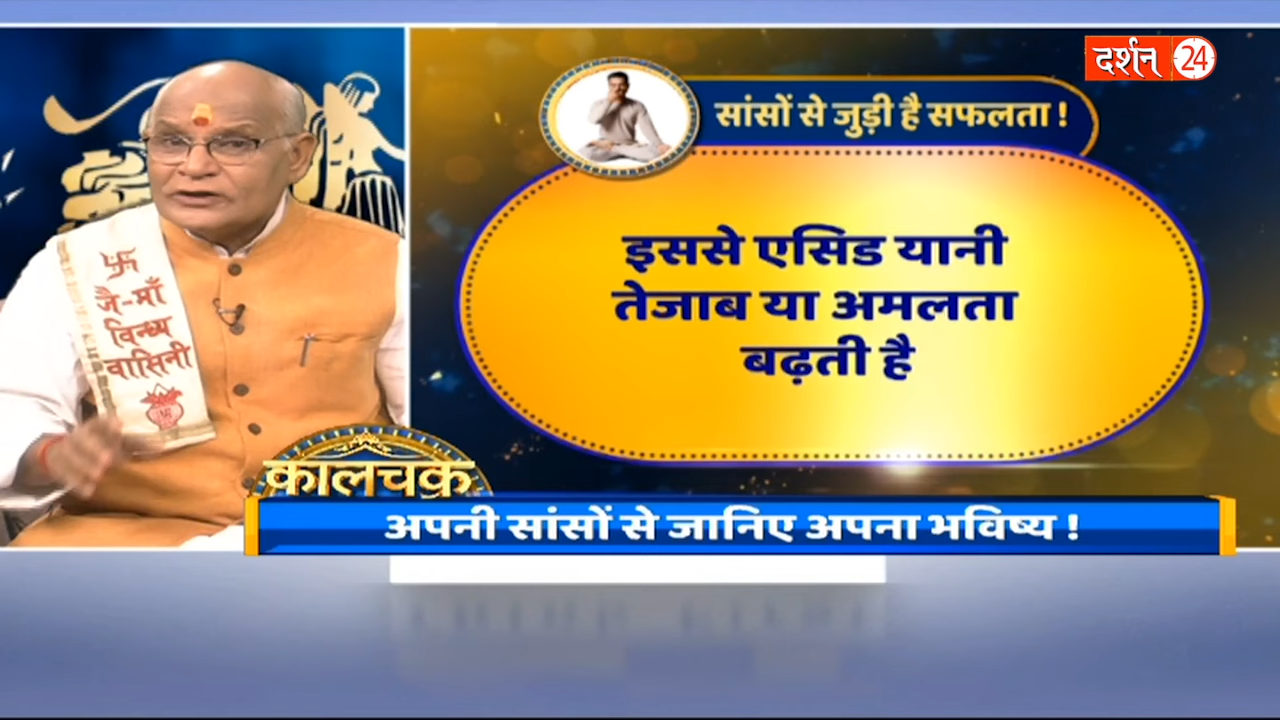 दर्शन 24
सांसों से जुड़ी है सफलता !
इससे एसिड यानी
तेजाब या अमलता
बढ़ती है
जै-माँ
विन्ध्य
वासिनी
कालचक्र
अपनी सांसों से जानिए अपना भविष्य !